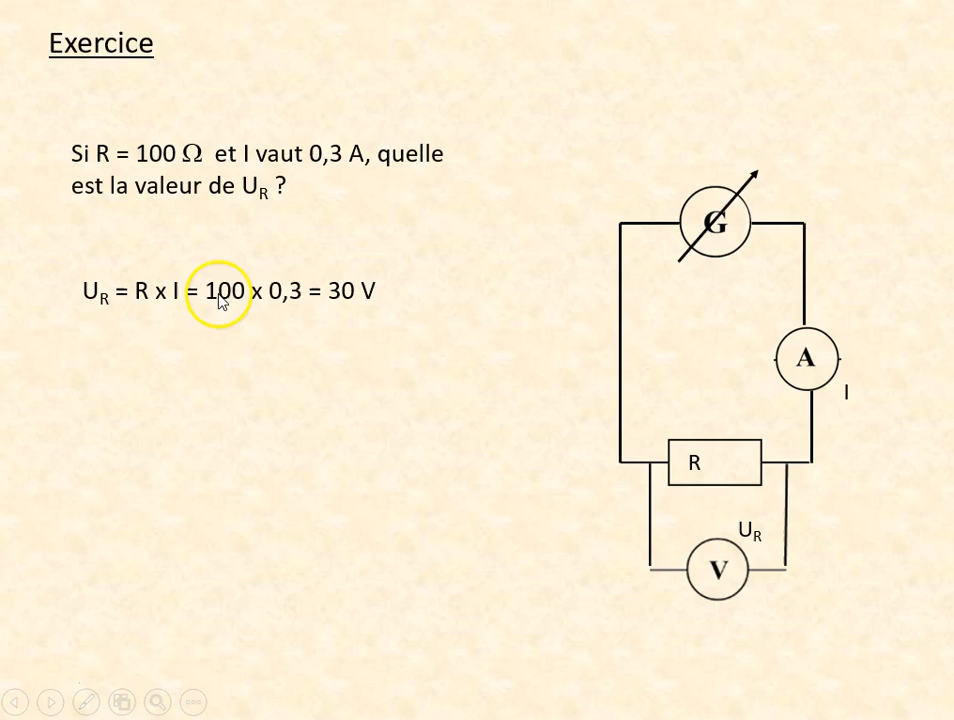 Exercice
Si R = 100 Ω et I vaut 0,3 A, quelle
est la valeur de UR ?
UR = R x I = 100 x 0,3 = 30 V
G
A
I
R
UR
V